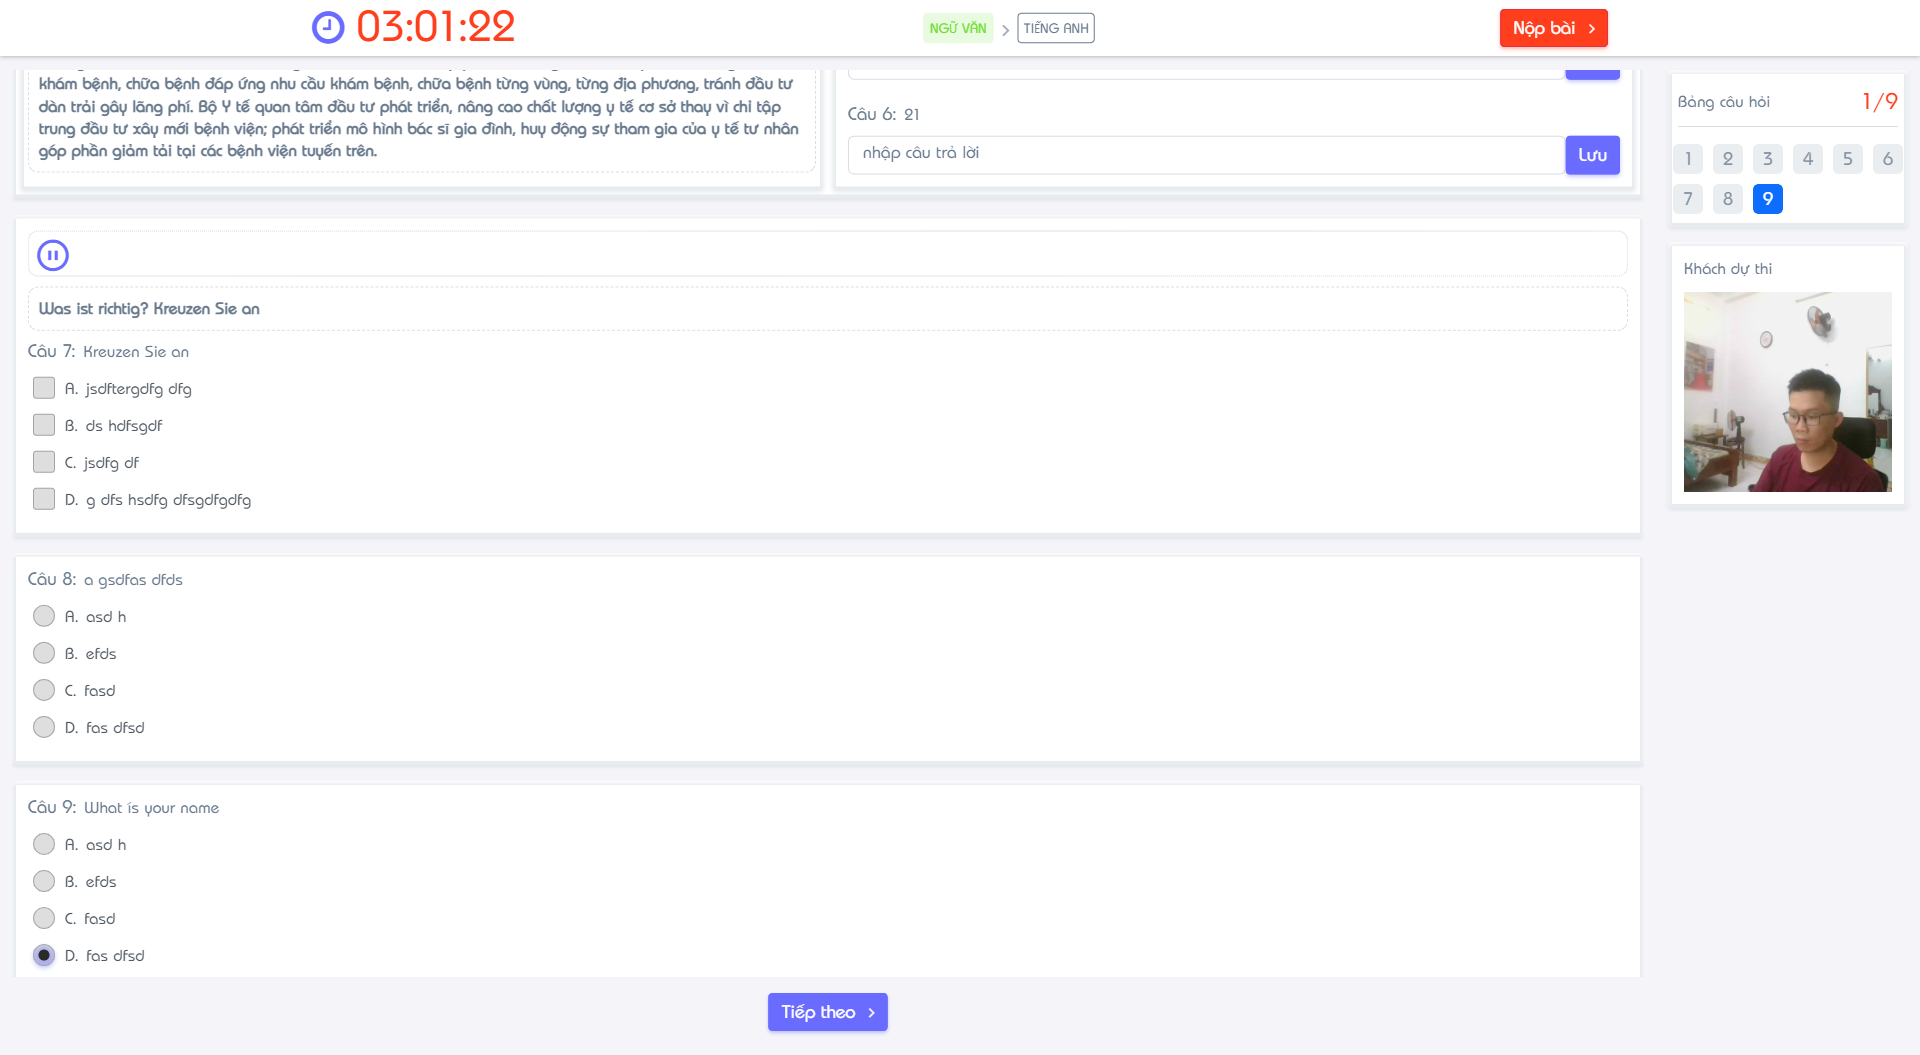 03:01:22
NGỮ VĂN
TIẾNG ANH
Nộp bài
khám bệnh, chữa bệnh đáp ứng nhu cầu khám bệnh, chữa bệnh từng vùng, từng địa phương, tránh đầu tư
dàn trải gây lãng phí. Bộ Y tế quan tâm đầu tư phát triển, nâng cao chất lượng y tế cơ sở thay vì chỉ tập
trung đầu tư xây mới bệnh viện; phát triển mô hình bác sĩ gia đình, huy động sự tham gia của y tế tư nhân
góp phần giảm tải tại các bệnh viện tuyến trên.
Câu 6: 21
nhập câu trả lời
Lưu
Was ist richtig? Kreuzen Sie an
Câu 7: Kreuzen Sie an
A. jsdftergdfg dfg
B. ds hdfsgdf
C. jsdfg df
D. g dfs hsdfg dfsgdfgdfg
Câu 8: a gsdfas dfds
A. asd h
B. efds
C. fasd
D. fas dfsd
Câu 9: What ís your name
A. asd h
B. efds
C. fasd
D. fas dfsd
Tiếp theo
Bảng câu hỏi 1/9
1 2 3 4 5 6
7 8 9
Khách dự thi